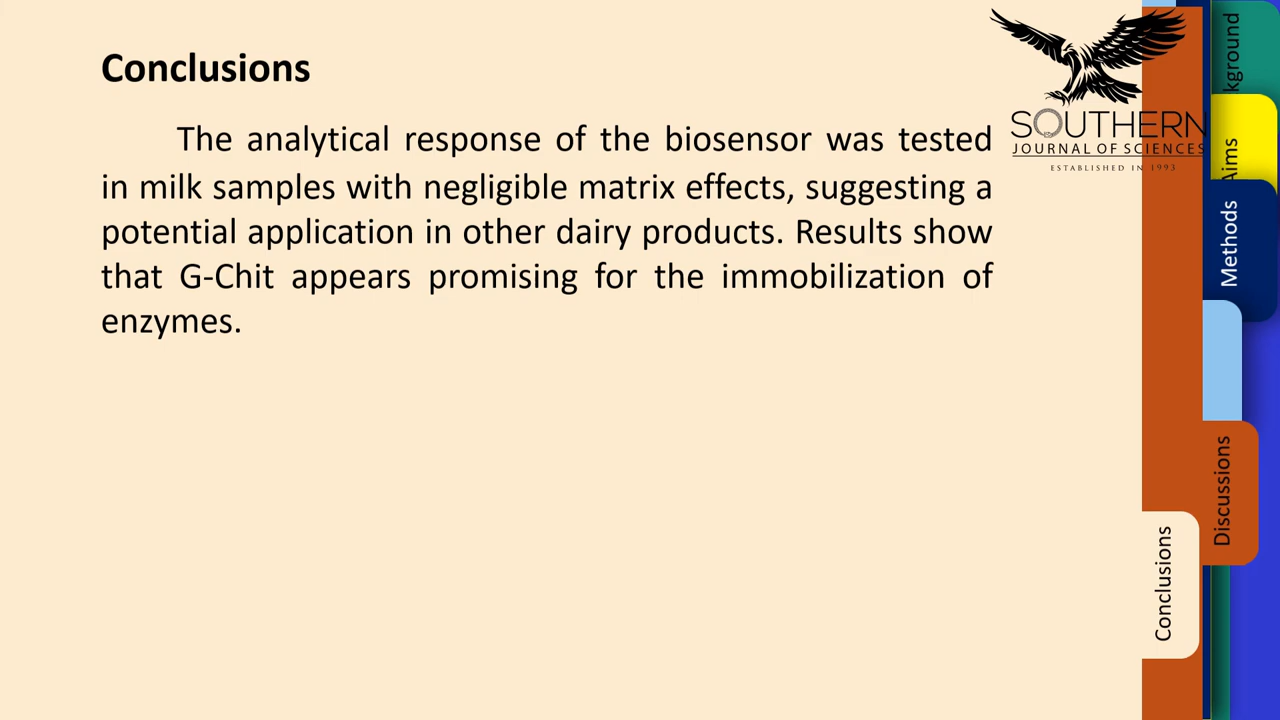 Conclusions
The analytical response of the biosensor was tested
in milk samples with negligible matrix effects, suggesting a
potential application in other dairy products. Results show
that G-Chit appears promising for the immobilization of
enzymes.
SOUTHERN
JOURNAL OF SCIENCES
ESTABLISHED IN 1993
kground
Aims
Methods
Discussions
Conclusions